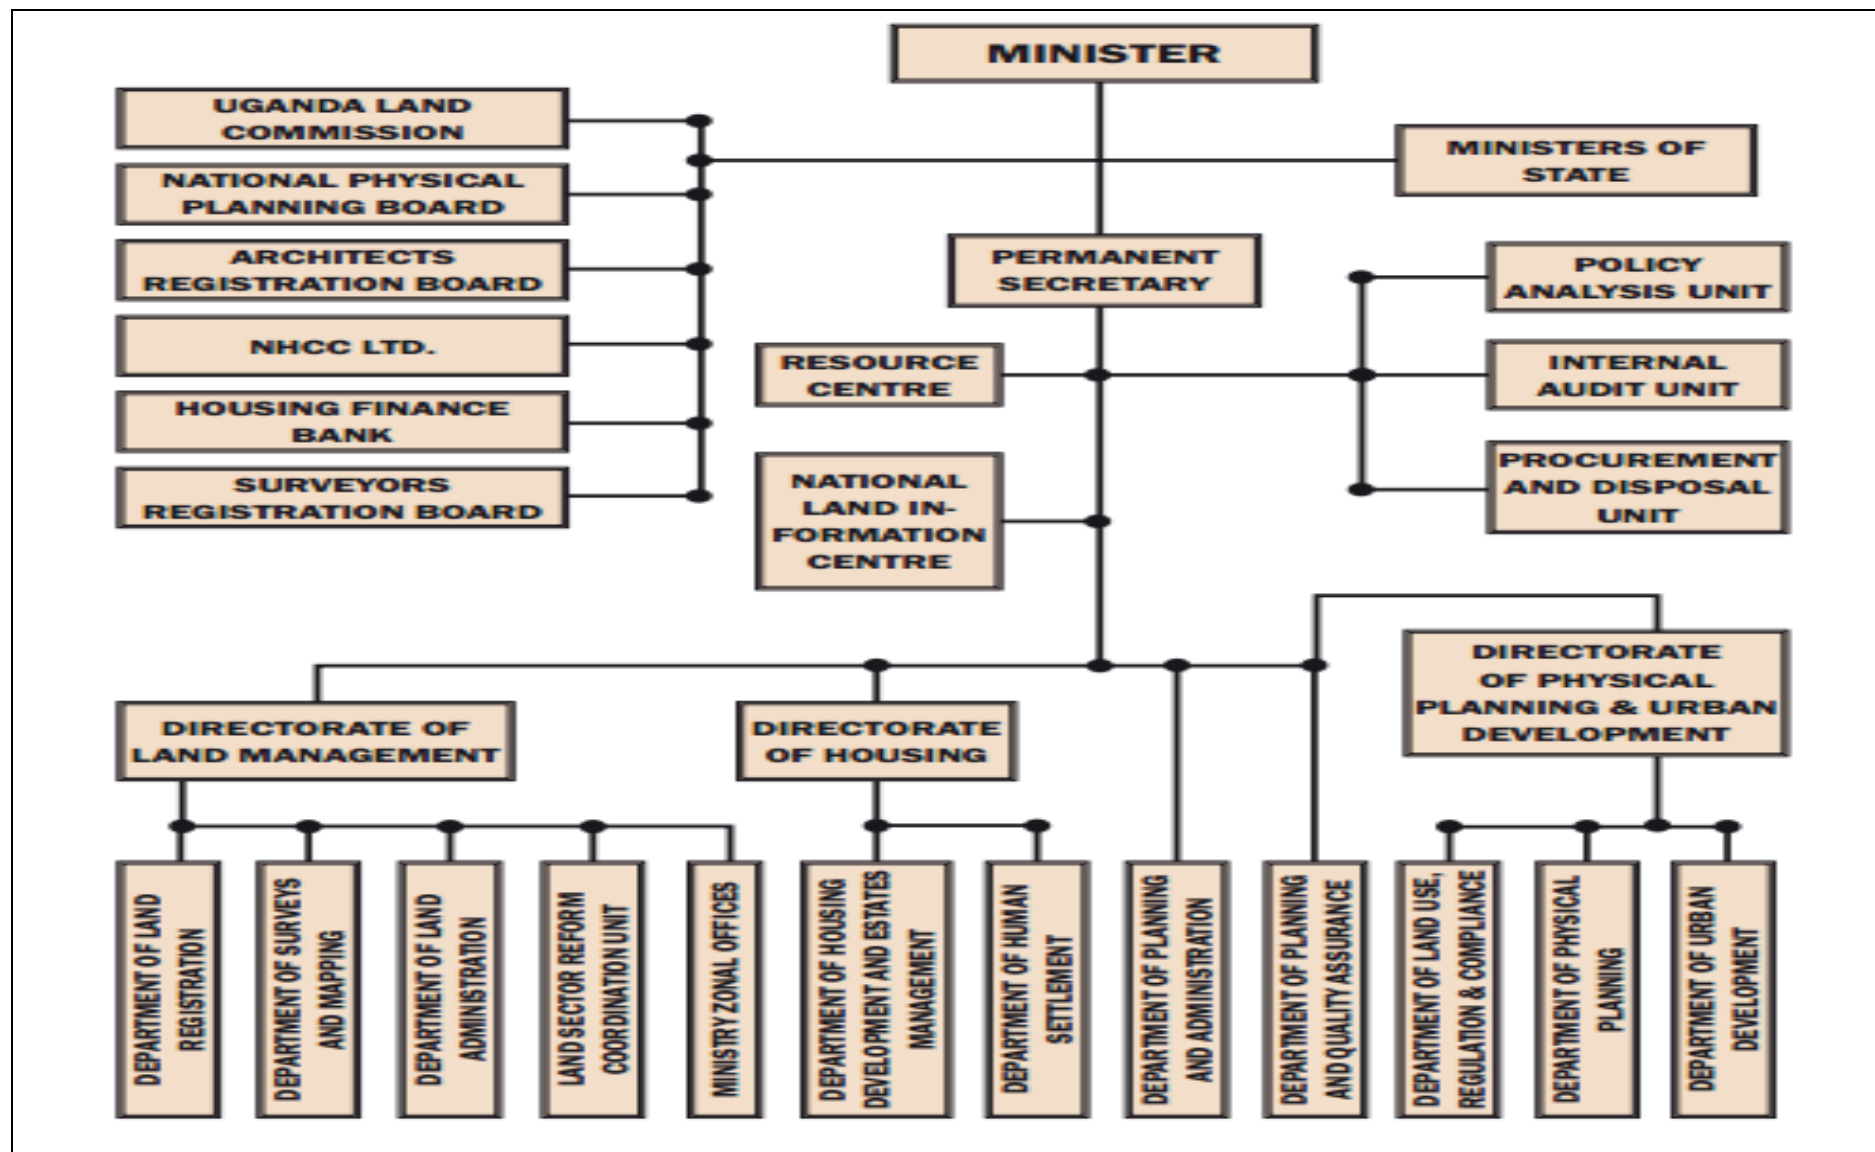 MINISTER
UGANDA LAND
COMMISSION
NATIONAL PHYSICAL
PLANNING BOARD
ARCHITECTS
REGISTRATION BOARD
NHCC LTD.
HOUSING FINANCE
BANK
SURVEYORS
REGISTRATION BOARD
MINISTERS OF
STATE
PERMANENT
SECRETARY
RESOURCE
CENTRE
NATIONAL
LAND IN-
FORMATION
CENTRE
POLICY
ANALYSIS UNIT
INTERNAL
AUDIT UNIT
PROCUREMENT
AND DISPOSAL
UNIT
DIRECTORATE OF
LAND MANAGEMENT
DIRECTORATE
OF HOUSING
DIRECTORATE
OF PHYSICAL
PLANNING & URBAN
DEVELOPMENT
DEPARTMENT OF LAND
REGISTRATION
DEPARTMENT OF SURVEYS
AND MAPPING
DEPARTMENT OF LAND
ADMINISTRATION
LAND SECTOR REFORM
COORDINATION UNIT
MINISTRY ZONAL OFFICES
DEPARTMENT OF HOUSING
DEVELOPMENT AND ESTATES
MANAGEMENT
DEPARTMENT OF HUMAN
SETTLEMENT
DEPARTMENT OF PLANNING
AND ADMINISTRATION
DEPARTMENT OF PLANNING
AND QUALITY ASSURANCE
DEPARTMENT OF LAND USE,
REGULATION & COMPLIANCE
DEPARTMENT OF PHYSICAL
PLANNING
DEPARTMENT OF URBAN
DEVELOPMENT